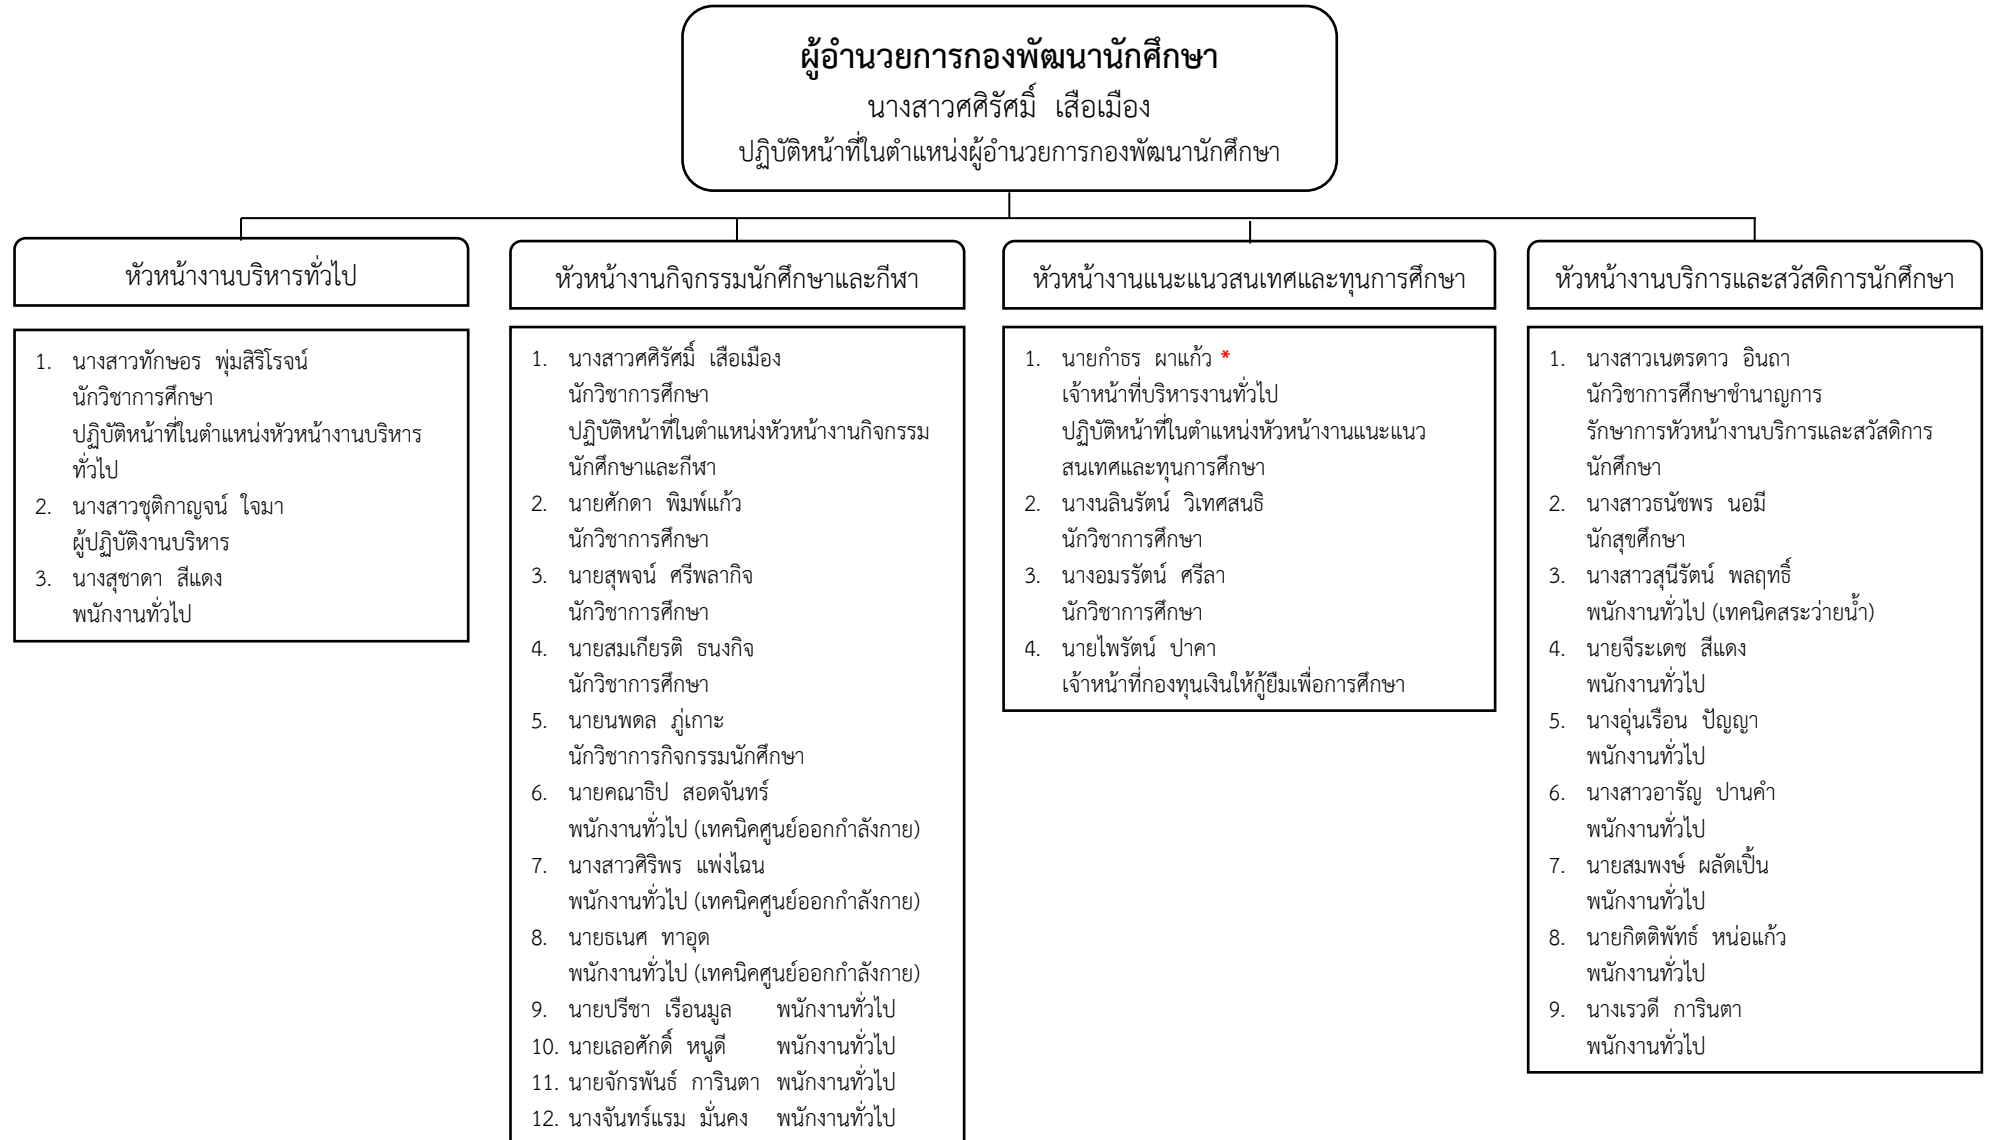 ผู้อำนวยการกองพัฒนานักศึกษา
นางสาวศศิรัศมิ์ เสือเมือง
ปฏิบัติหน้าที่ในตำแหน่งผู้อำนวยการกองพัฒนานักศึกษา
หัวหน้างานบริหารทั่วไป
1. นางสาวทักษอร พุ่มสิริโรจน์
นักวิชาการศึกษา
ปฏิบัติหน้าที่ในตำแหน่งหัวหน้างานบริหาร
ทั่วไป
2. นางสาวชุติกาญจน์ ใจมา
ผู้ปฏิบัติงานบริหาร
3. นางสุชาดา สีแดง
พนักงานทั่วไป
หัวหน้างานกิจกรรมนักศึกษาและกีฬา
1. นางสาวศศิรัศมิ์ เสือเมือง
นักวิชาการศึกษา
ปฏิบัติหน้าที่ในตำแหน่งหัวหน้างานกิจกรรม
นักศึกษาและกีฬา
2. นายศักดา พิมพ์แก้ว
นักวิชาการศึกษา
3. นายสุพจน์ ศรีพลากิจ
นักวิชาการศึกษา
4. นายสมเกียรติ ธนงกิจ
นักวิชาการศึกษา
5. นายนพดล ภู่เกาะ
นักวิชาการกิจกรรมนักศึกษา
6. นายคณาธิป สอดจันทร์
พนักงานทั่วไป (เทคนิคศูนย์ออกกำลังกาย)
7. นางสาวศิริพร แพ่งไฉน
พนักงานทั่วไป (เทคนิคศูนย์ออกกำลังกาย)
8. นายธเนศ ทาอุด
พนักงานทั่วไป (เทคนิคศูนย์ออกกำลังกาย)
9. นายปรีชา เรือนมูล พนักงานทั่วไป
10. นายเลอศักดิ์ หนูดี พนักงานทั่วไป
11. นายจักรพันธ์ การินตา พนักงานทั่วไป
12. นางจันทร์แรม มั่นคง พนักงานทั่วไป
หัวหน้างานแนะแนวสนเทศและทุนการศึกษา
1. นายกำธร ผาแก้ว *
เจ้าหน้าที่บริหารงานทั่วไป
ปฏิบัติหน้าที่ในตำแหน่งหัวหน้างานแนะแนว
สนเทศและทุนการศึกษา
2. นางนลินรัตน์ วิเทศสนธิ
นักวิชาการศึกษา
3. นางอมรรัตน์ ศรีลา
นักวิชาการศึกษา
4. นายไพรัตน์ ปาคา
เจ้าหน้าที่กองทุนเงินให้กู้ยืมเพื่อการศึกษา
หัวหน้างานบริการและสวัสดิการนักศึกษา
1. นางสาวเนตรดาว อินถา
นักวิชาการศึกษาชำนาญการ
รักษาการหัวหน้างานบริการและสวัสดิการ
นักศึกษา
2. นางสาวธนัชพร นอมี
นักสุขศึกษา
3. นางสาวสุนีรัตน์ พลฤทธิ์
พนักงานทั่วไป (เทคนิคสระว่ายน้ำ)
4. นายจีระเดช สีแดง
พนักงานทั่วไป
5. นางอุ่นเรือน ปัญญา
พนักงานทั่วไป
6. นางสาวอารัญ ปานคำ
พนักงานทั่วไป
7. นายสมพงษ์ ผลัดเปิ้น
พนักงานทั่วไป
8. นายกิตติพัทธ์ หน่อแก้ว
พนักงานทั่วไป
9. นางเรวดี การินตา
พนักงานทั่วไป